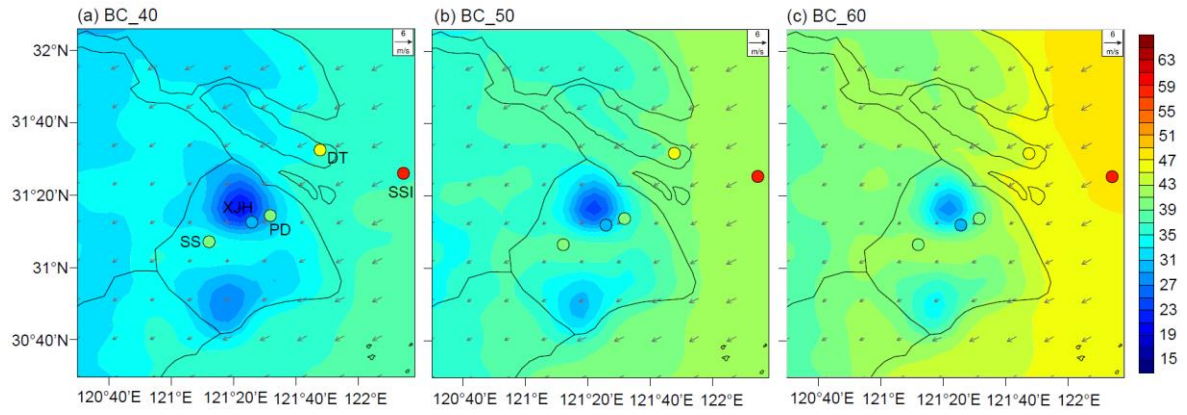 (a) BC_40
(b) BC_50
(c) BC_60
6
m/s
6
m/s
6
m/s
32°N
31°40'N
31°20'N
31°N
30°40'N
DT
SSI
XJH
PD
SS
63
59
55
51
47
43
39
35
31
27
23
19
15
120°40'E 121°E 121°20'E 121°40'E 122°E
120°40'E 121°E 121°20'E 121°40'E 122°E
120°40'E 121°E 121°20'E 121°40'E 122°E